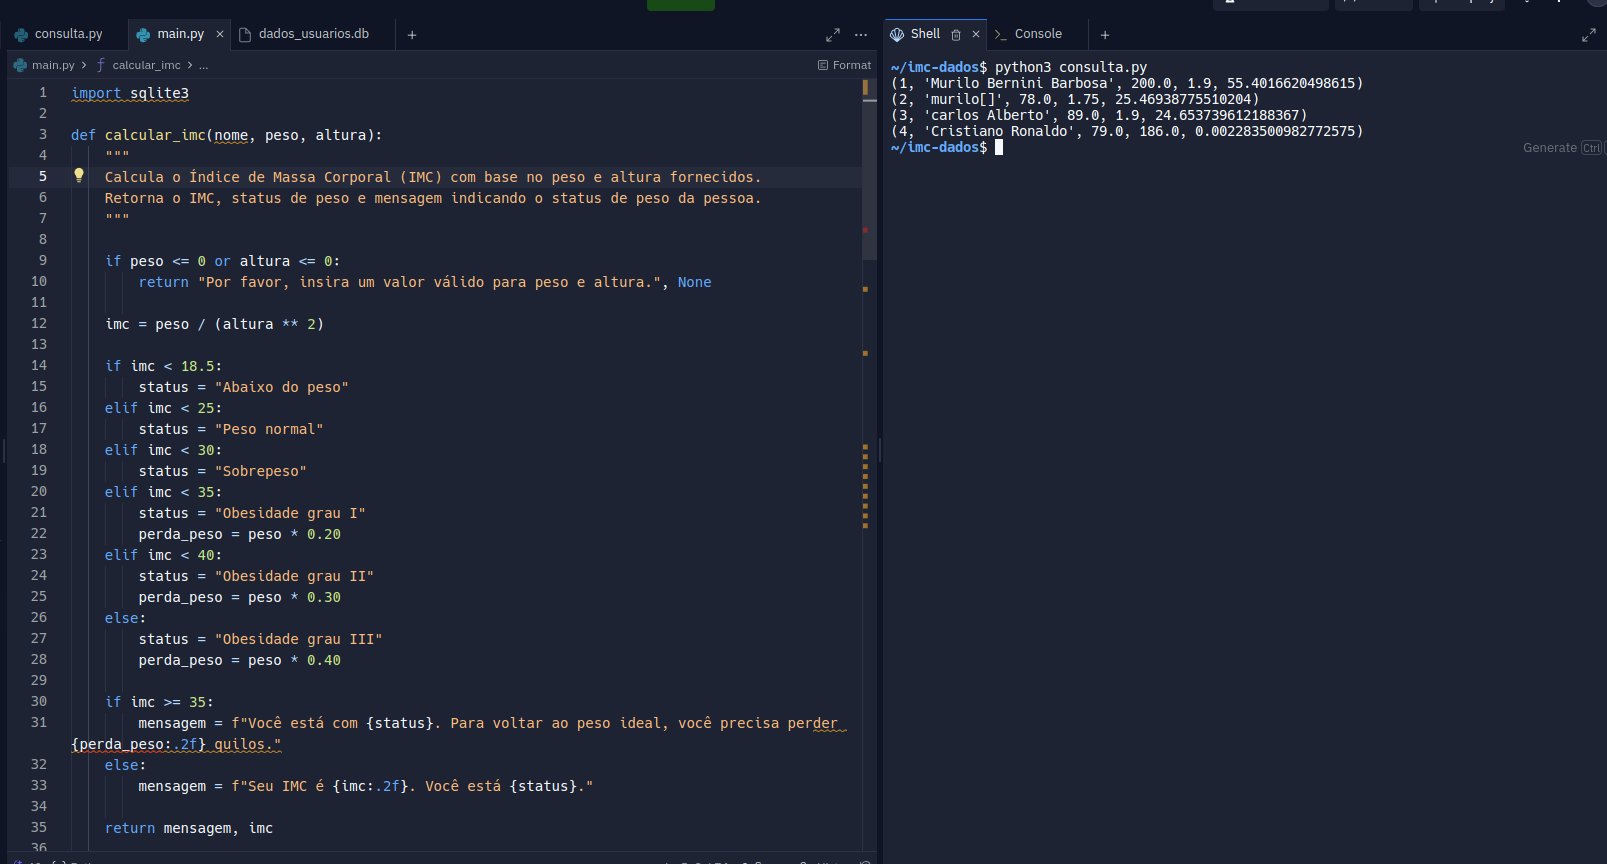 consulta.py
main.py
dados_usuarios.db
main.py > calcular_imc > ...
Format
1 import sqlite3
2
3 def calcular_imc(nome, peso, altura):
4 """
5 Calcula o Índice de Massa Corporal (IMC) com base no peso e altura fornecidos.
6 Retorna o IMC, status de peso e mensagem indicando o status de peso da pessoa.
7 """
8
9 if peso <= 0 or altura <= 0:
10 return "Por favor, insira um valor válido para peso e altura.", None
11
12 imc = peso / (altura ** 2)
13
14 if imc < 18.5:
15 status = "Abaixo do peso"
16 elif imc < 25:
17 status = "Peso normal"
18 elif imc < 30:
19 status = "Sobrepeso"
20 elif imc < 35:
21 status = "Obesidade grau I"
22 perda_peso = peso * 0.20
23 elif imc < 40:
24 status = "Obesidade grau II"
25 perda_peso = peso * 0.30
26 else:
27 status = "Obesidade grau III"
28 perda_peso = peso * 0.40
29
30 if imc >= 35:
31 mensagem = f"Você está com {status}. Para voltar ao peso ideal, você precisa perder
{perda_peso:.2f} quilos."
32 else:
33 mensagem = f"Seu IMC é {imc:.2f}. Você está {status}."
34
35 return mensagem, imc
36
Shell
Console
~/imc-dados$ python3 consulta.py
(1, 'Murilo Bernini Barbosa', 200.0, 1.9, 55.4016620498615)
(2, 'murilo[]', 78.0, 1.75, 25.46938775510204)
(3, 'carlos Alberto', 89.0, 1.9, 24.653739612188367)
(4, 'Cristiano Ronaldo', 79.0, 186.0, 0.002283500982772575)
~/imc-dados$
Generate Ctrl